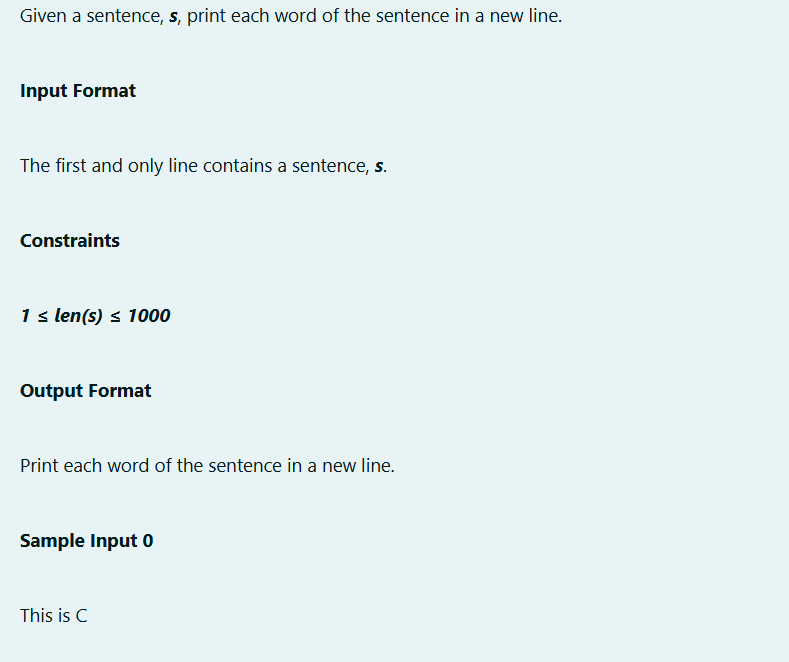 Given a sentence, s, print each word of the sentence in a new line.
Input Format
The first and only line contains a sentence, s.
Constraints
1 ≤ len(s) ≤ 1000
Output Format
Print each word of the sentence in a new line.
Sample Input 0
This is C